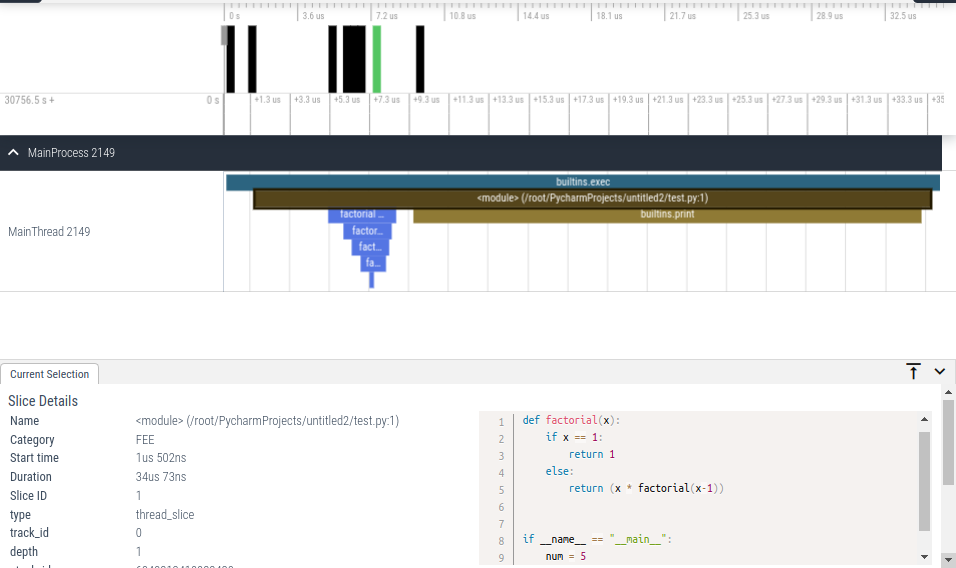 0 s 3.6 us 7.2 us 10.8 us 14.4 us 18.1 us 21.7 us 25.3 us 28.9 us 32.5 us
30756.5 s + 0 s +1.3 us +3.3 us +5.3 us +7.3 us +9.3 us +11.3 us +13.3 us +15.3 us +17.3 us +19.3 us +21.3 us +23.3 us +25.3 us +27.3 us +29.3 us +31.3 us +33.3 us +35
MainProcess 2149
builtins.exec
<module> (/root/PycharmProjects/untitled2/test.py:1)
factorial ... builtins.print
MainThread 2149
factor...
fact...
fa...
Current Selection
Slice Details
Name <module> (/root/PycharmProjects/untitled2/test.py:1)
Category FEE
Start time 1us 502ns
Duration 34us 73ns
Slice ID 1
type thread_slice
track_id 0
depth 1
1 def factorial(x):
2 if x == 1:
3 return 1
4 else:
5 return (x * factorial(x-1))
6
7
8 if __name__ == "__main__":
9 num = 5